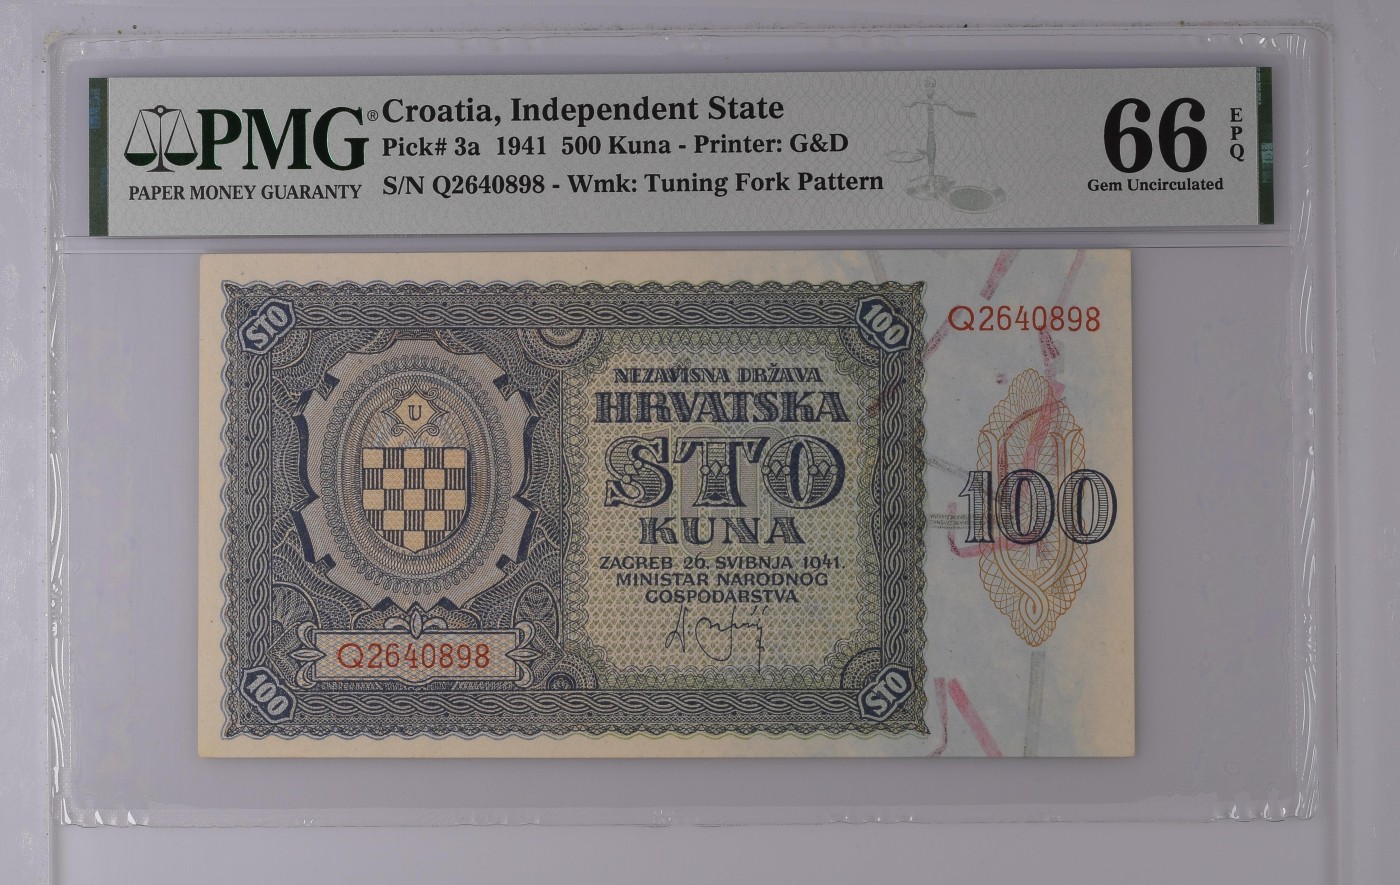 PMG®
PAPER MONEY GUARANTY
Croatia, Independent State
Pick# 3a 1941 500 Kuna - Printer: G&D
S/N Q2640898 - Wmk: Tuning Fork Pattern
66 EPQ
Gem Uncirculated
STO
100
Q2640898
U
NEZAVISNA DRŽAVA
HRVATSKA
STO
KUNA
100
ZAGREB 26. SVIBNJA 1941.
MINISTAR NARODNOG
GOSPODARSTVA
Q2640898
100
STO